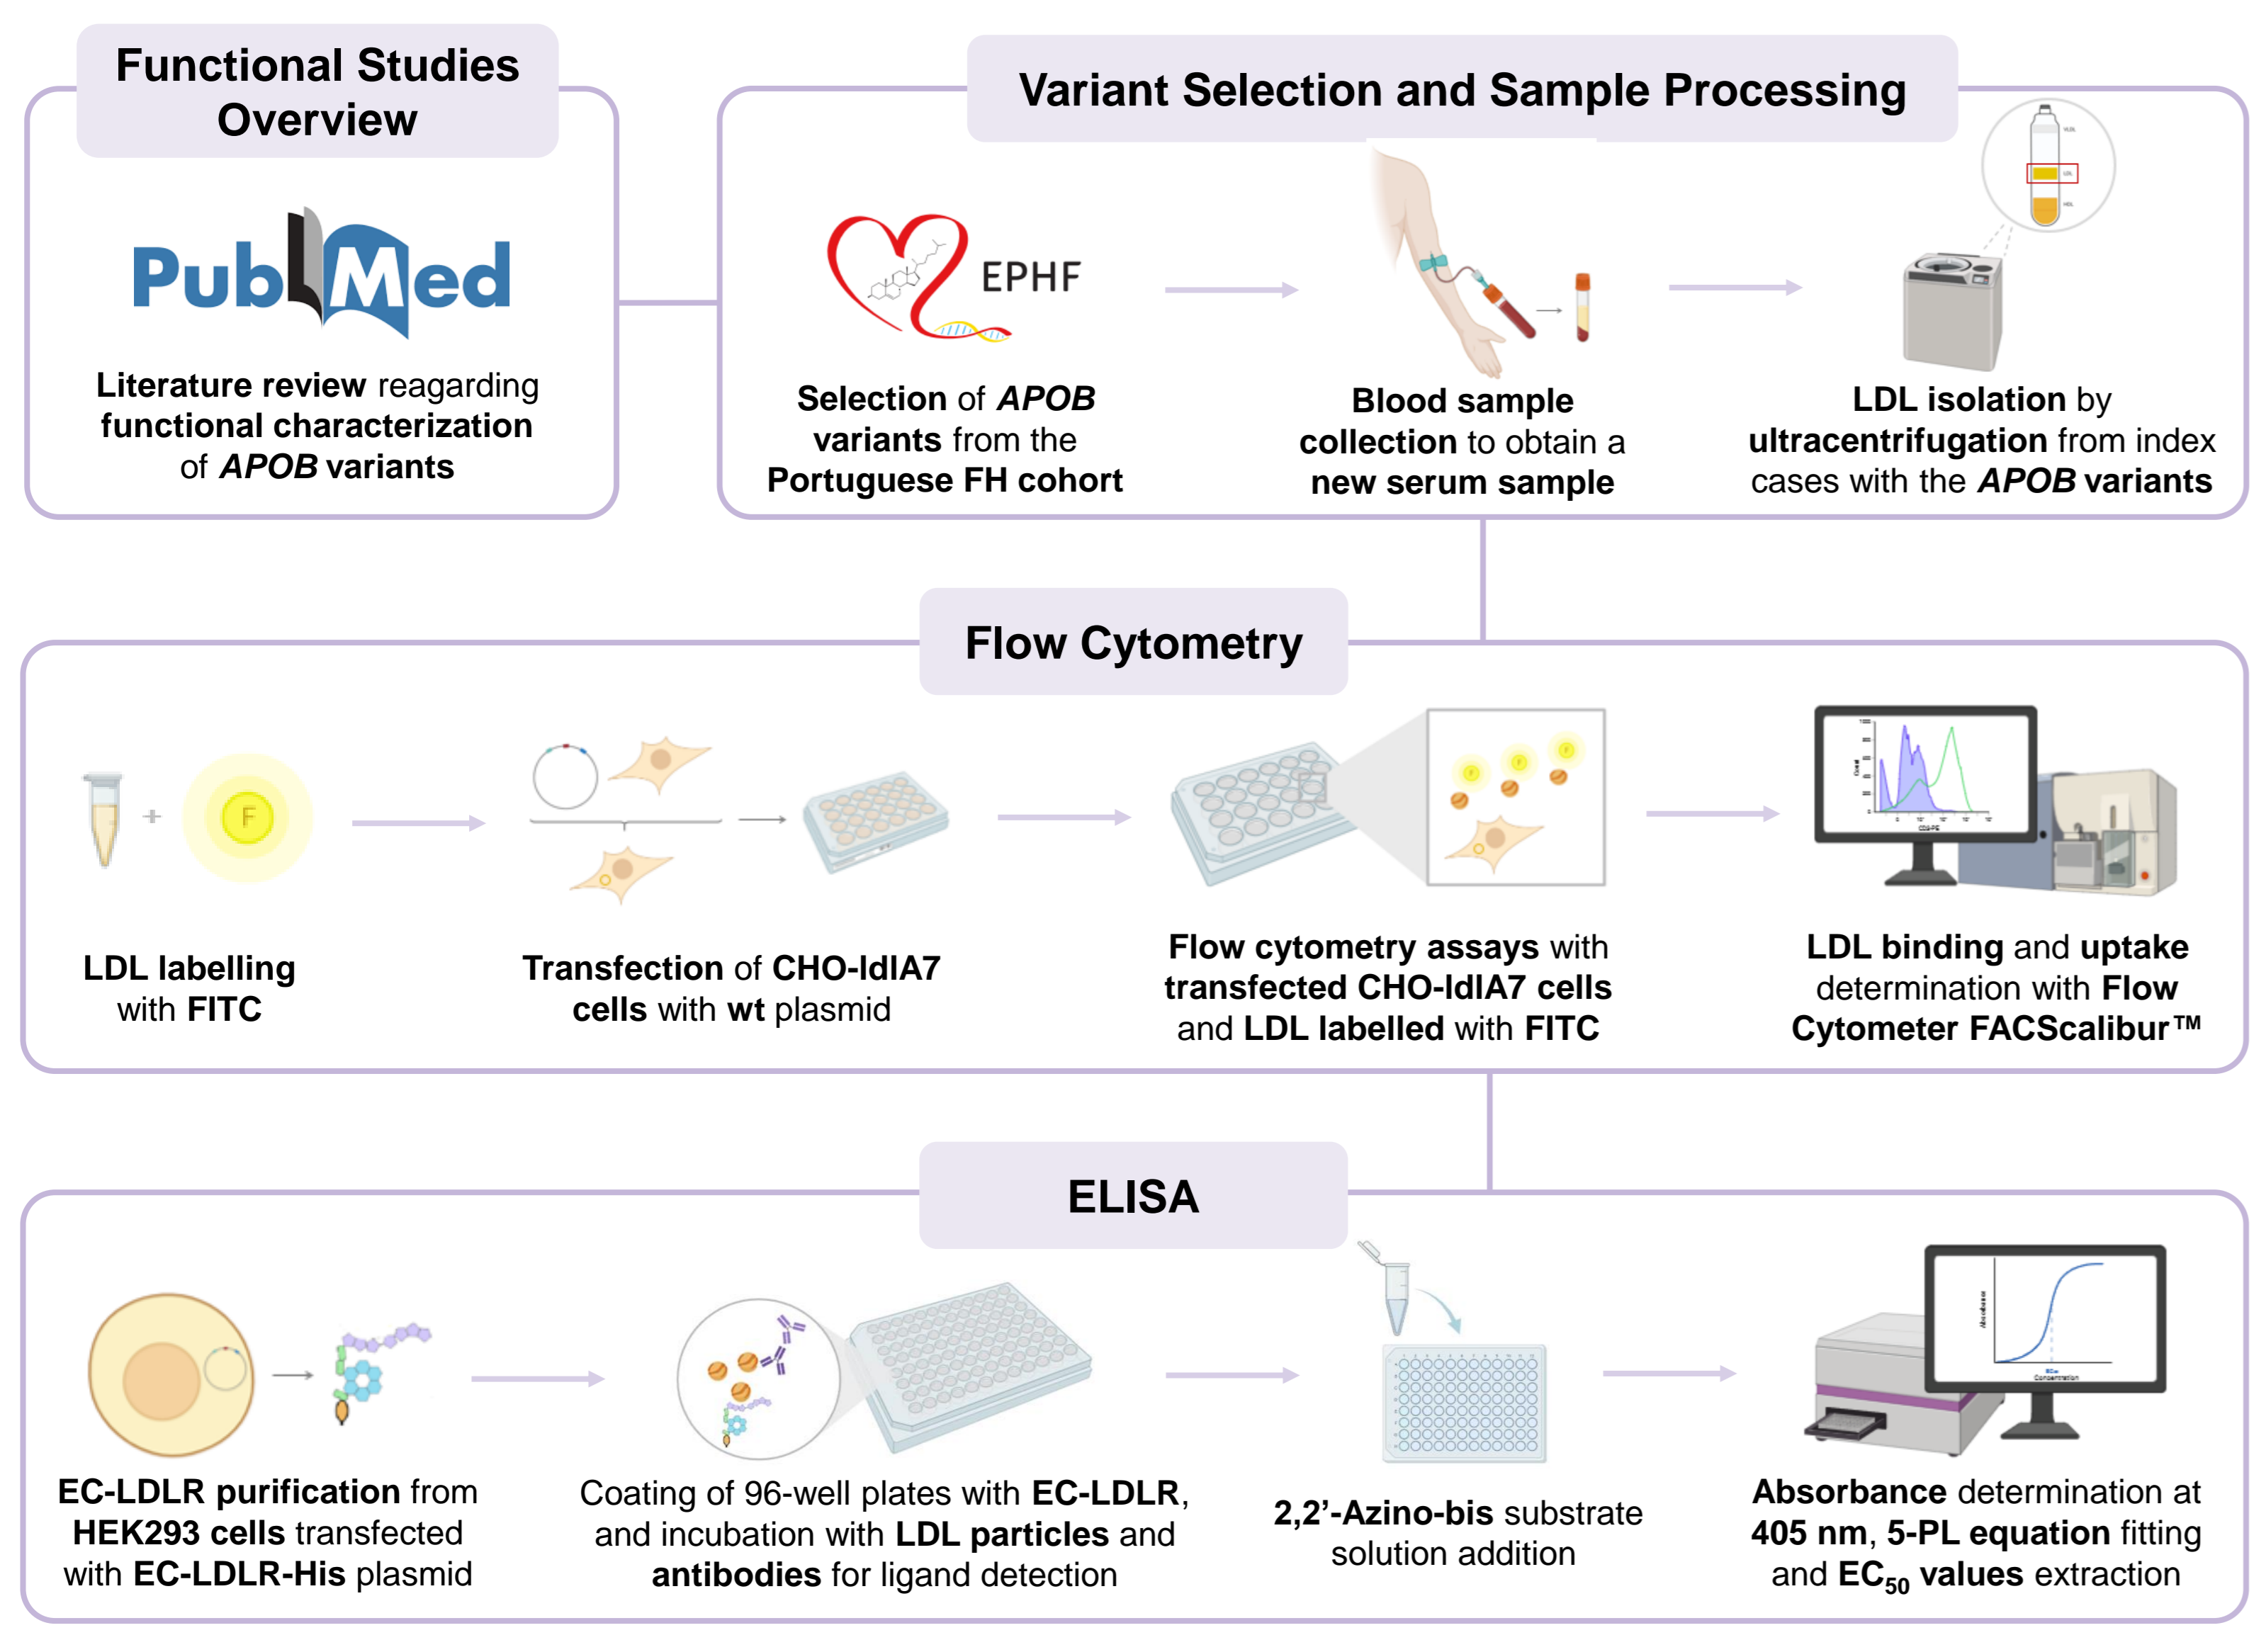 Functional Studies
Overview
PubMed
Literature review reagarding
functional characterization
of APOB variants
Variant Selection and Sample Processing
EPHF
Selection of APOB
variants from the
Portuguese FH cohort
Blood sample
collection to obtain a
new serum sample
VLDL
LDL
HDL
LDL isolation by
ultracentrifugation from index
cases with the APOB variants
Flow Cytometry
+
F
LDL labelling
with FITC
Transfection of CHO-ldlA7
cells with wt plasmid
F
F
F
Flow cytometry assays with
transfected CHO-ldlA7 cells
and LDL labelled with FITC
Count
LDL binding and uptake
determination with Flow
Cytometer FACScalibur™
ELISA
EC-LDLR purification from
HEK293 cells transfected
with EC-LDLR-His plasmid
Coating of 96-well plates with EC-LDLR,
and incubation with LDL particles and
antibodies for ligand detection
2,2’-Azino-bis substrate
solution addition
Absorbance
EC50
Concentration
Absorbance determination at
405 nm, 5-PL equation fitting
and EC50 values extraction